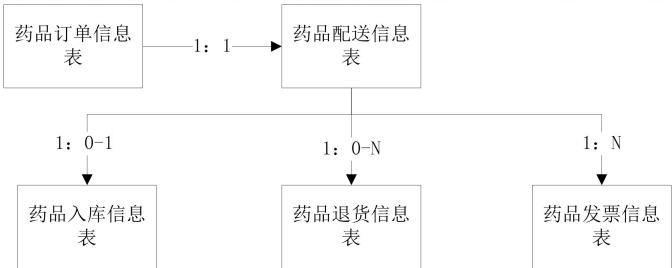 药品订单信息
表
1：1
药品配送信息
表
1：0-1
1：0-N
1：N
药品入库信息
表
药品退货信息
表
药品发票信息
表